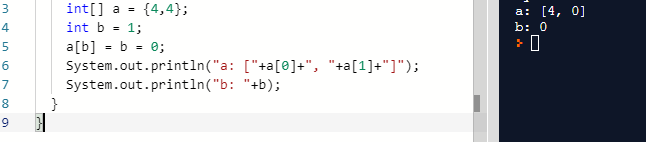 3 int[] a = {4,4};
4 int b = 1;
5 a[b] = b = 0;
6 System.out.println("a: ["+a[0]+", "+a[1]+"]");
7 System.out.println("b: "+b);
8 }
9 }
a: [4, 0]
b: 0